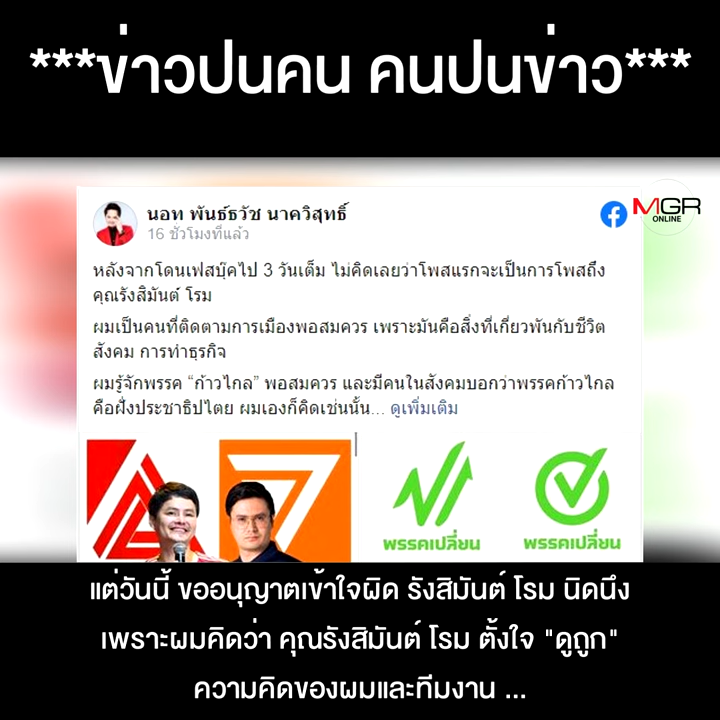 ***ข่าวปนคน คนปนข่าว***
นอท พันธ์ธวัช นาควิสุทธิ์
16 ชั่วโมงที่แล้ว
MGR
ONLINE
หลังจากโดนเฟสบุ๊คไป 3 วันเต็ม ไม่คิดเลยว่าโพสแรกจะเป็นการโพสถึง
คุณรังสิมันต์ โรม
ผมเป็นคนที่ติดตามการเมืองพอสมควร เพราะมันคือสิ่งที่เกี่ยวพันกับชีวิต
สังคม การทำธุรกิจ
ผมรู้จักพรรค “ก้าวไกล” พอสมควร และมีคนในสังคมบอกว่าพรรคก้าวไกล
คือฝั่งประชาธิปไตย ผมเองก็คิดเช่นนั้น... ดูเพิ่มเติม
พรรคเปลี่ยน
พรรคเปลี่ยน
แต่วันนี้ ขออนุญาตเข้าใจผิด รังสิมันต์ โรม นิดนึง
เพราะผมคิดว่า คุณรังสิมันต์ โรม ตั้งใจ "ดูถูก"
ความคิดของผมและทีมงาน ...